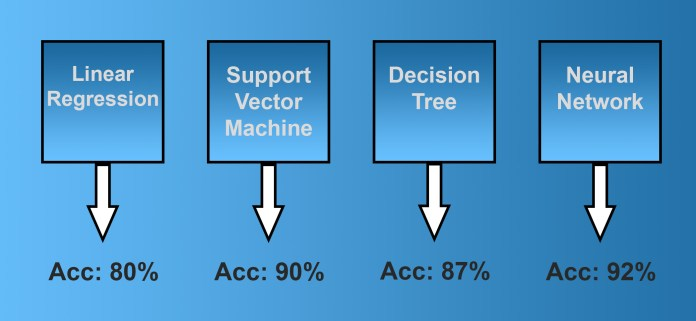 Linear
Regression
Support
Vector
Machine
Decision
Tree
Neural
Network
Acc: 80%
Acc: 90%
Acc: 87%
Acc: 92%